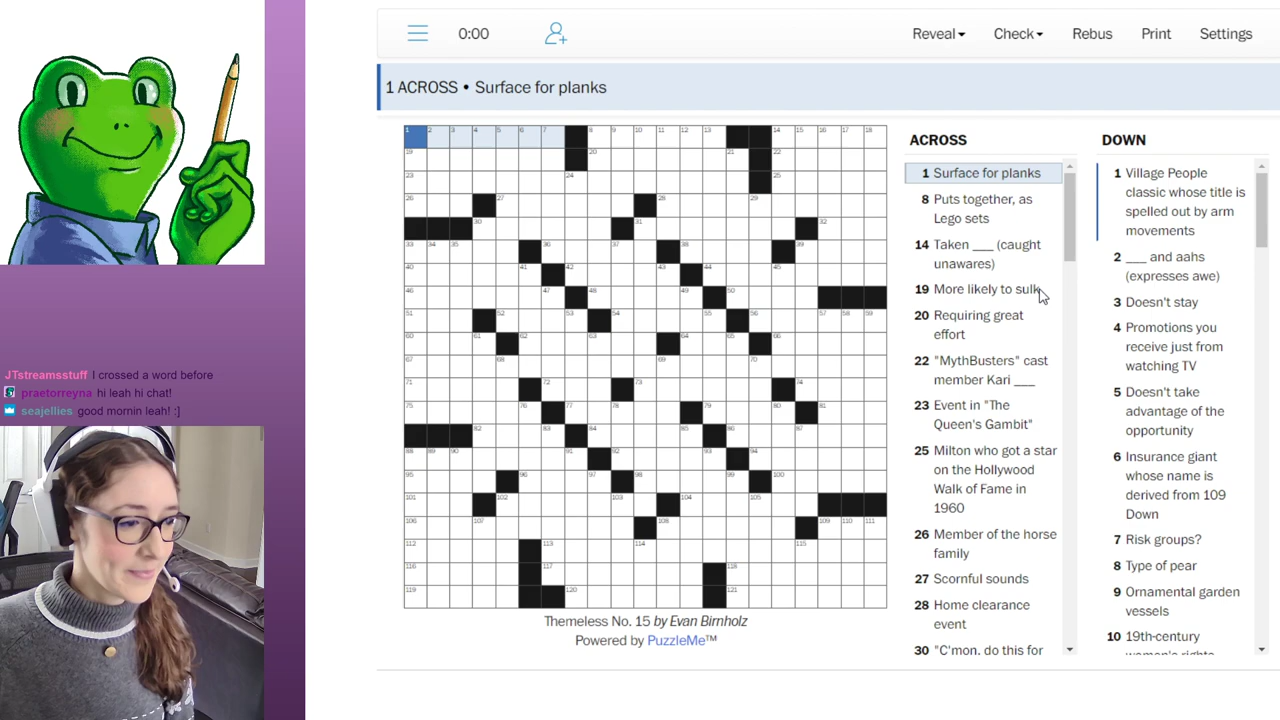 0:00
Reveal
Check
Rebus
Print
Settings
1 ACROSS • Surface for planks
ACROSS
1 Surface for planks
8 Puts together, as
Lego sets
14 Taken ___ (caught
unawares)
19 More likely to sulk
20 Requiring great
effort
22 "MythBusters" cast
member Kari ___
23 Event in "The
Queen's Gambit"
25 Milton who got a star
on the Hollywood
Walk of Fame in
1960
26 Member of the horse
family
27 Scornful sounds
28 Home clearance
event
30 "C'mon, do this for
DOWN
1 Village People
classic whose title is
spelled out by arm
movements
2 ___ and aahs
(expresses awe)
3 Doesn't stay
4 Promotions you
receive just from
watching TV
5 Doesn't take
advantage of the
opportunity
6 Insurance giant
whose name is
derived from 109
Down
7 Risk groups?
8 Type of pear
9 Ornamental garden
vessels
10 19th-century
women's rights
Themeless No. 15 by Evan Birnholz
Powered by PuzzleMe™
JTstreamsstuff I crossed a word before
praetorreyna hi leah hi chat!
seajellies good mornin leah! :]